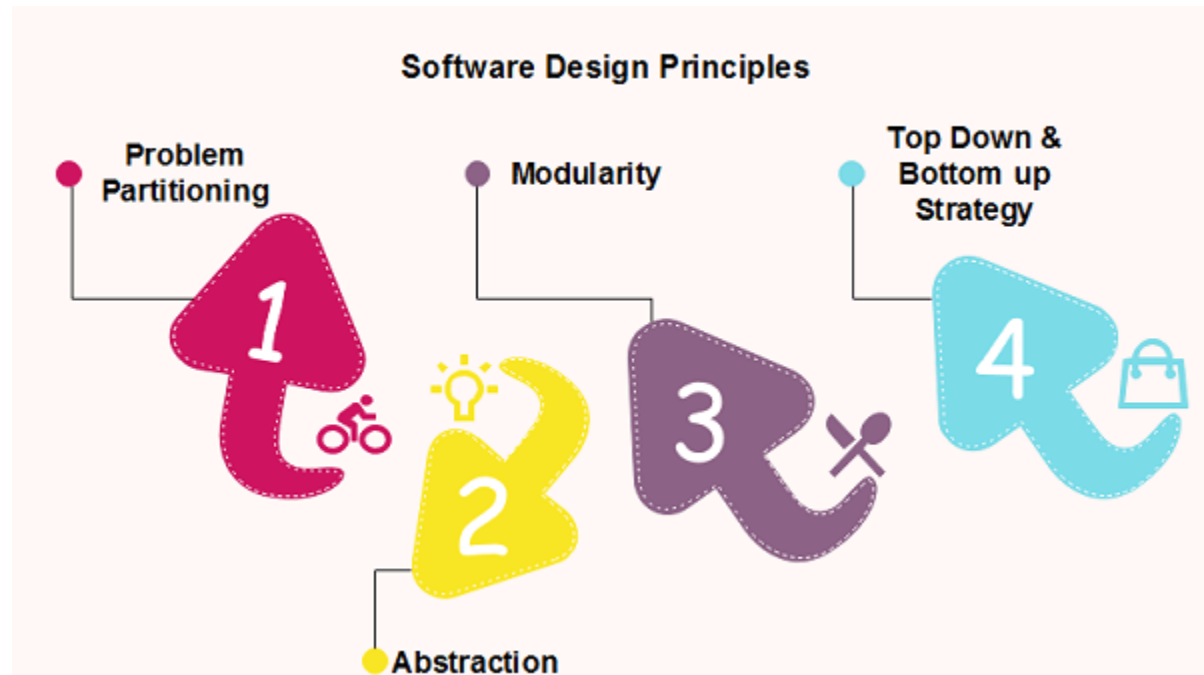 Software Design Principles
Problem
Partitioning
1
2
Abstraction
Modularity
3
Top Down &
Bottom up
Strategy
4